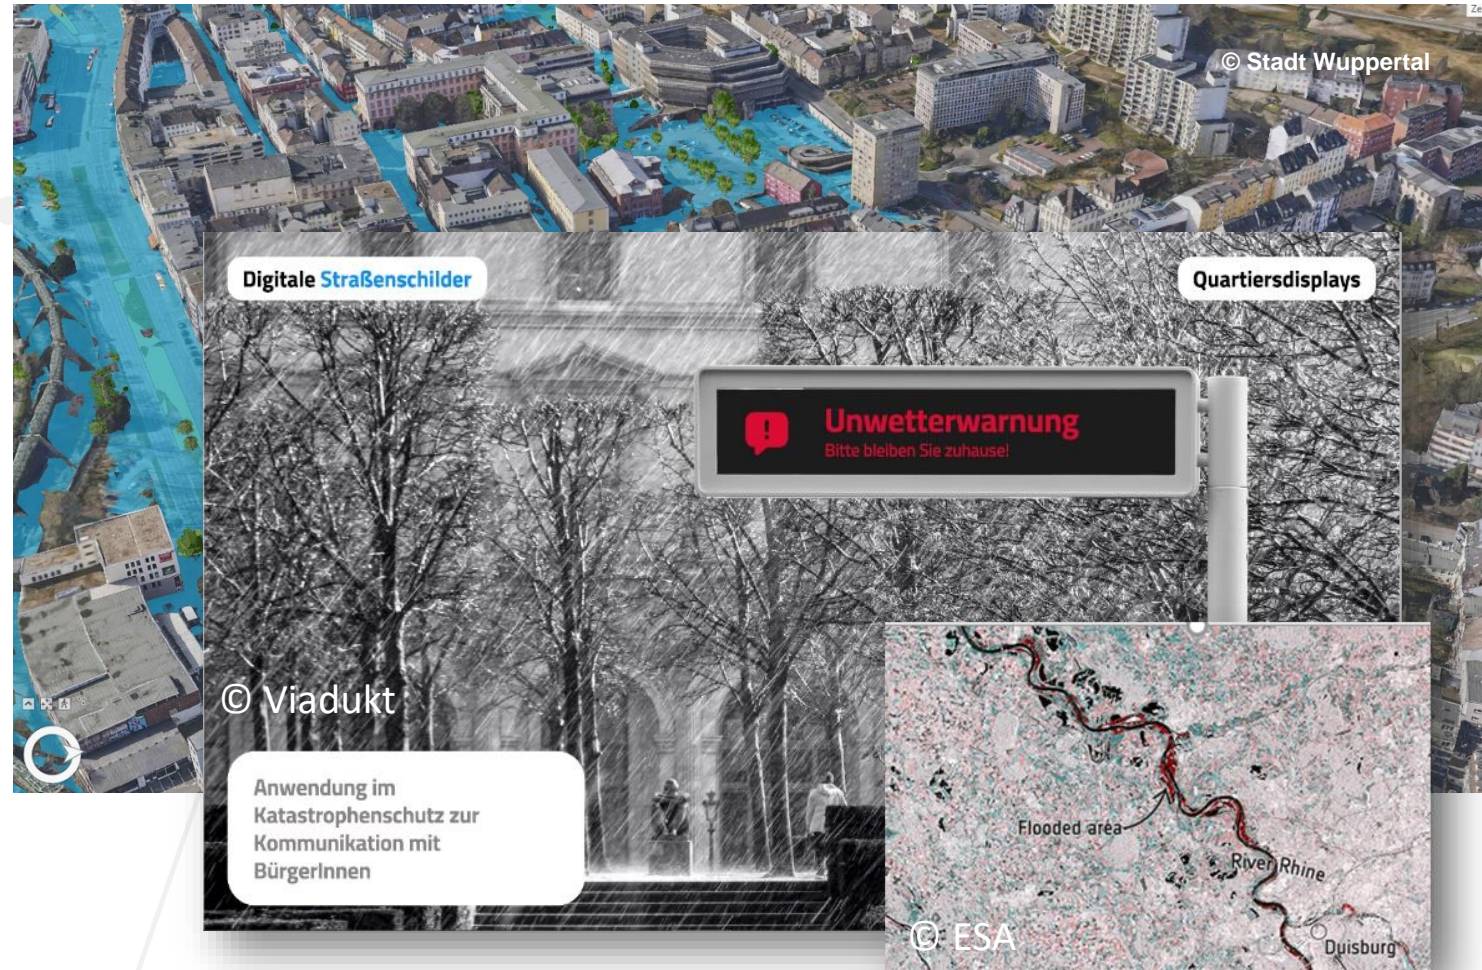 Ze
© Stadt Wuppertal
Digitale Straßenschilder
Quartiersdisplays
Unwetterwarnung
Bitte bleiben Sie zuhause!
© Viadukt
Anwendung im
Katastrophenschutz zur
Kommunikation mit
BürgerInnen
Flooded area
River Rhine
Duisburg
© ESA